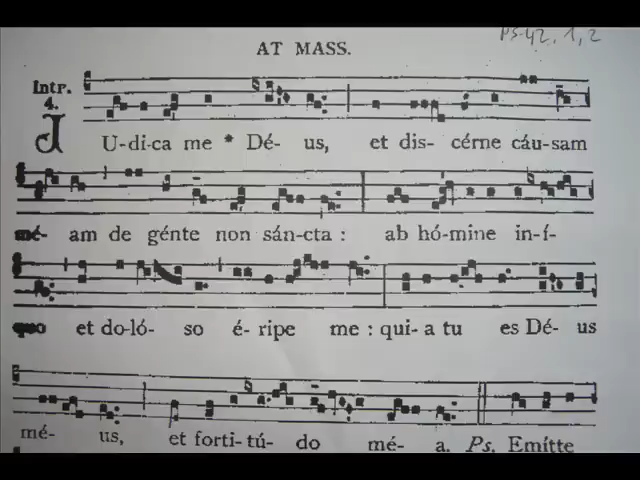 Ps. 42, 1, 2
AT MASS.
Intr.
4.
JU-di-ca me * Dé- us, et dis- cérne cáu-sam
mé- am de génte non sán-cta : ab hó-mine in-í-
quo et do-ló- so é- ripe me : qui- a tu es Dé- us
mé- us, et forti-tú- do mé- a. Ps. Emítte